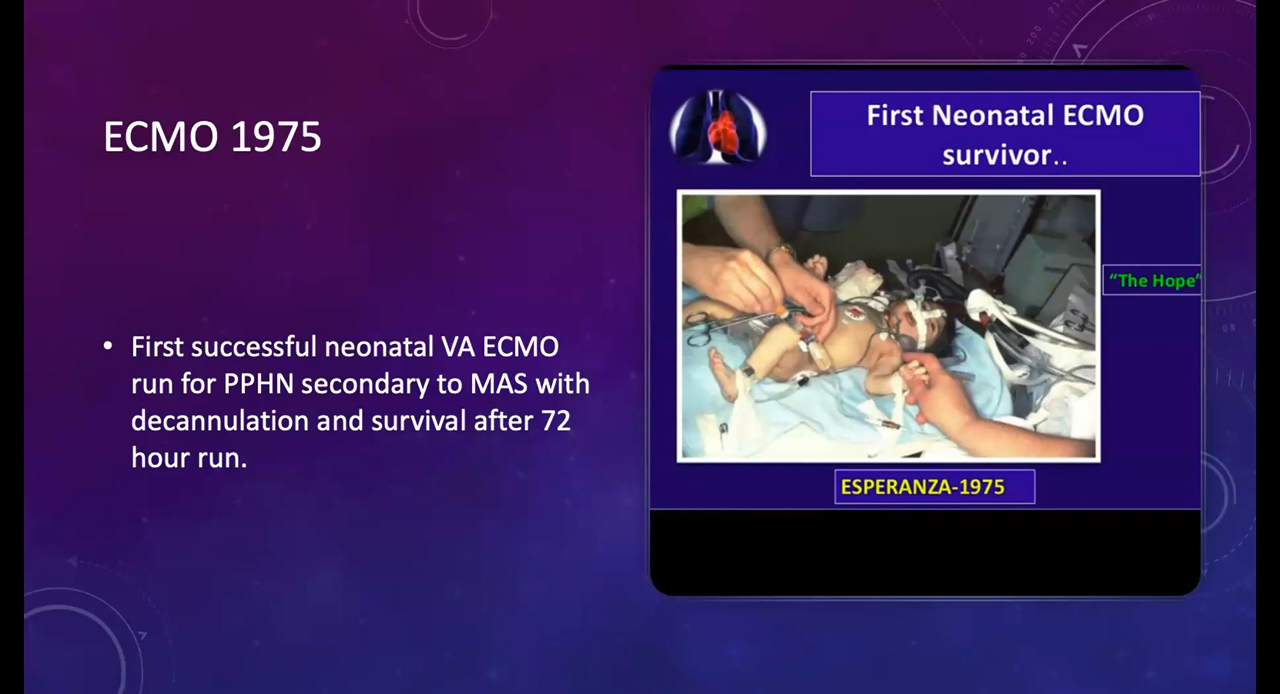 ECMO 1975
• First successful neonatal VA ECMO
run for PPHN secondary to MAS with
decannulation and survival after 72
hour run.
First Neonatal ECMO
survivor..
“The Hope”
ESPERANZA-1975